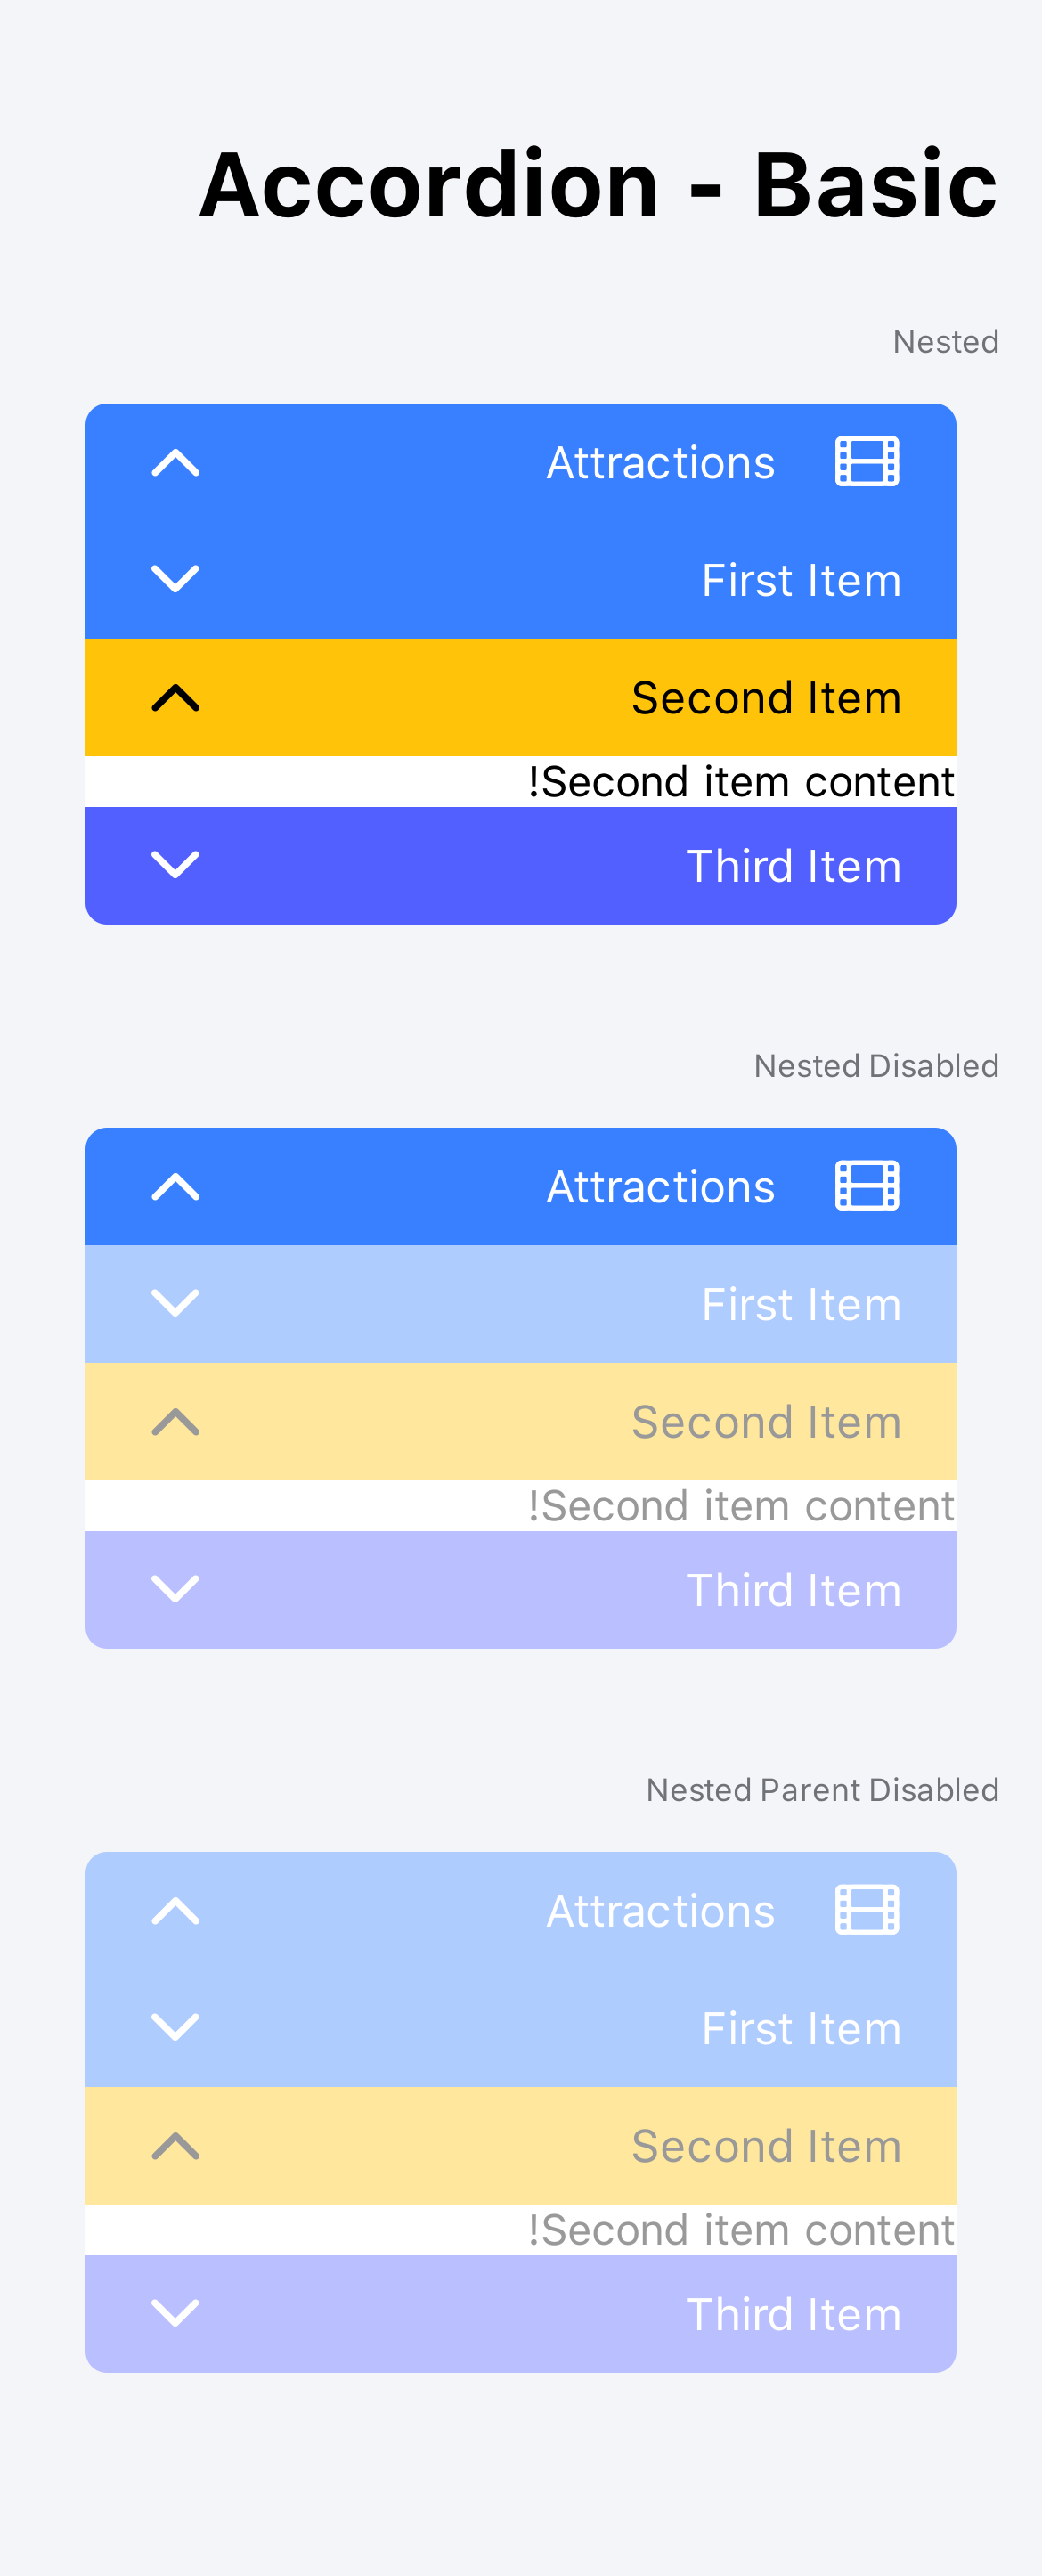 Accordion - Basic
Nested
Attractions
First Item
Second Item
!Second item content
Third Item
Nested Disabled
Attractions
First Item
Second Item
!Second item content
Third Item
Nested Parent Disabled
Attractions
First Item
Second Item
!Second item content
Third Item